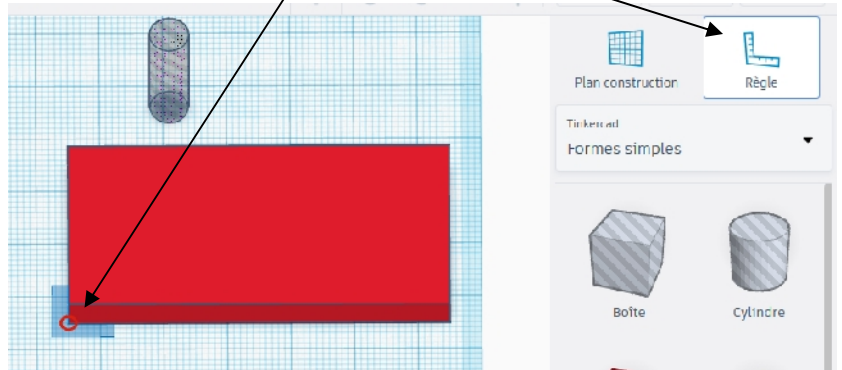 Plan construction
Règle
Tinkercad
Formes simples
Boîte
Cylindre